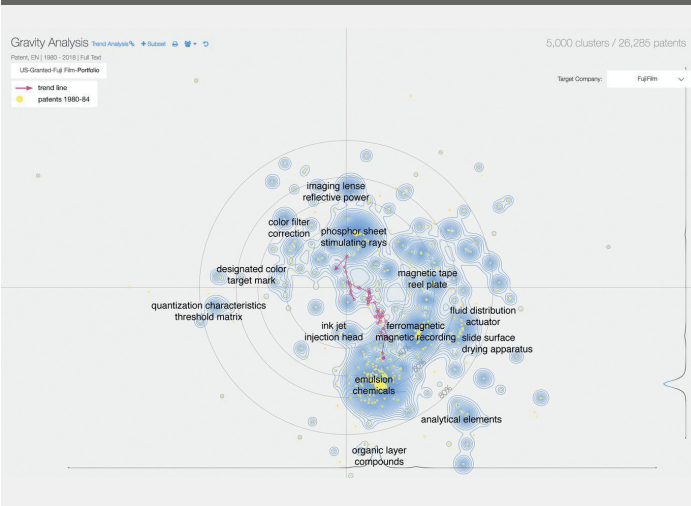 Gravity Analysis Trend Analysis + Subset
5,000 clusters / 26,285 patents
Patent, EN | 1980 - 2018 | Full Text
US-Granted-Fuji Film-Portfolio
Target Company: FujiFilm
trend line
patents 1980-84
imaging lense
reflective power
color filter
correction
phosphor sheet
stimulating rays
designated color
target mark
magnetic tape
reel plate
quantization characteristics
threshold matrix
fluid distribution
actuator
ink jet
injection head
ferromagnetic
magnetic recording
slide surface
drying apparatus
emulsion
chemicals
80%
analytical elements
organic layer
compounds